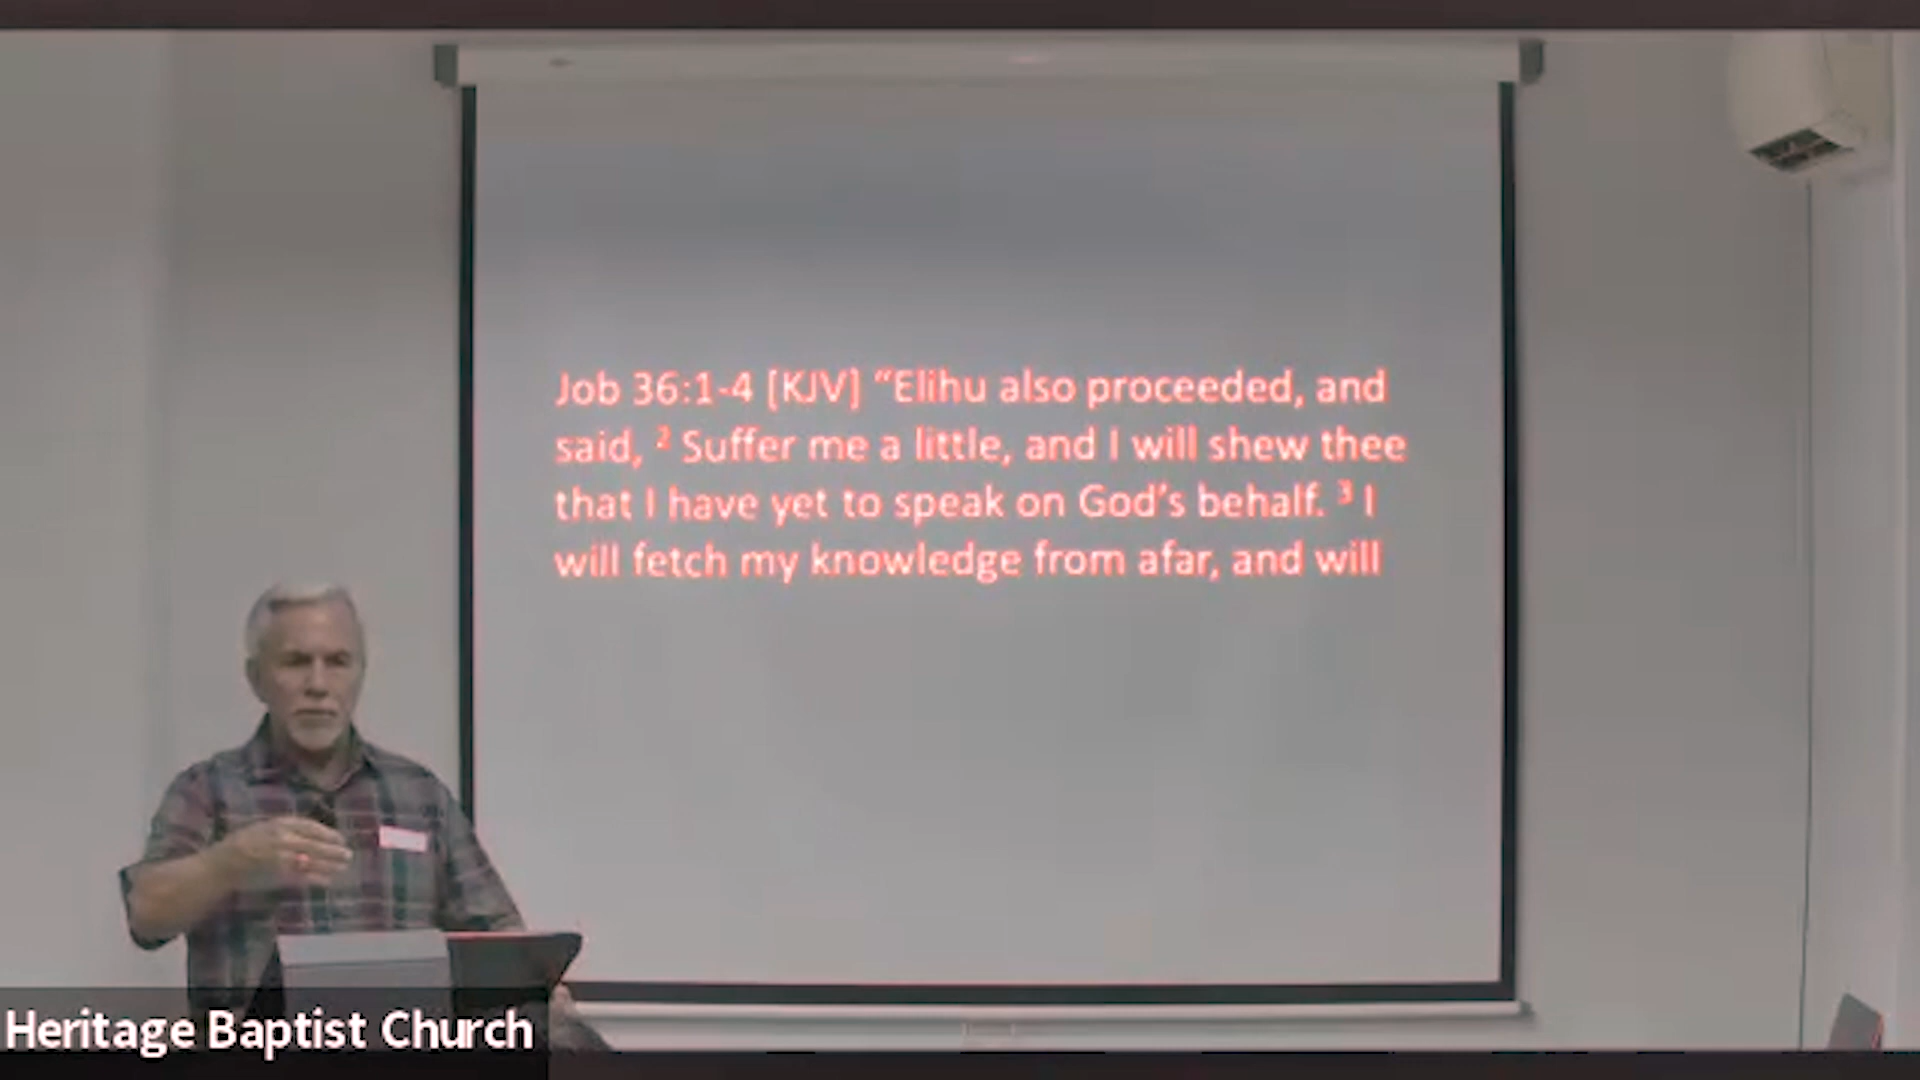 Job 36:1-4 [KJV] “Elihu also proceeded, and
said, ² Suffer me a little, and I will shew thee
that I have yet to speak on God’s behalf. ³ I
will fetch my knowledge from afar, and will
Heritage Baptist Church